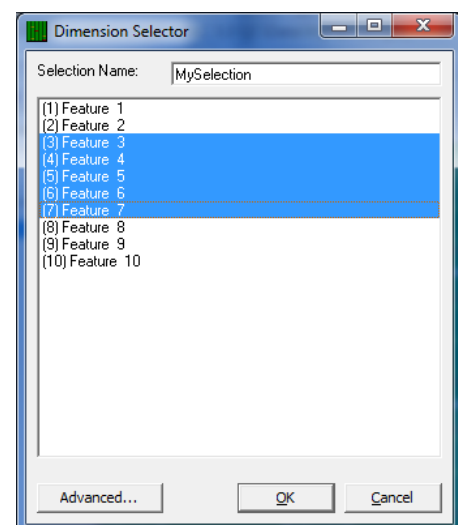 Dimension Selector
Selection Name: MySelection
(1) Feature 1
(2) Feature 2
(3) Feature 3
(4) Feature 4
(5) Feature 5
(6) Feature 6
(7) Feature 7
(8) Feature 8
(9) Feature 9
(10) Feature 10
Advanced... OK Cancel